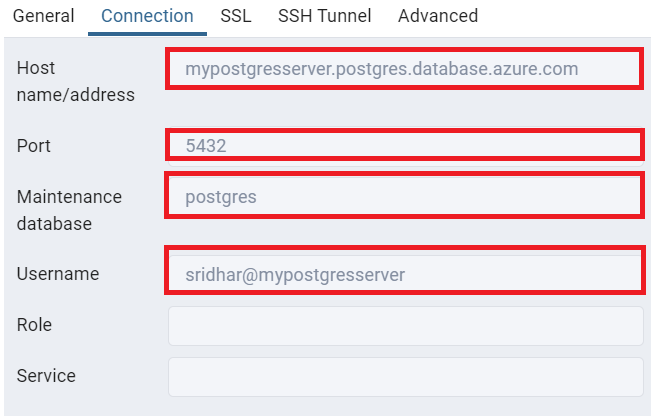 General Connection SSL SSH Tunnel Advanced
Host name/address mypostgresserver.postgres.database.azure.com
Port 5432
Maintenance database postgres
Username sridhar@mypostgresserver
Role
Service